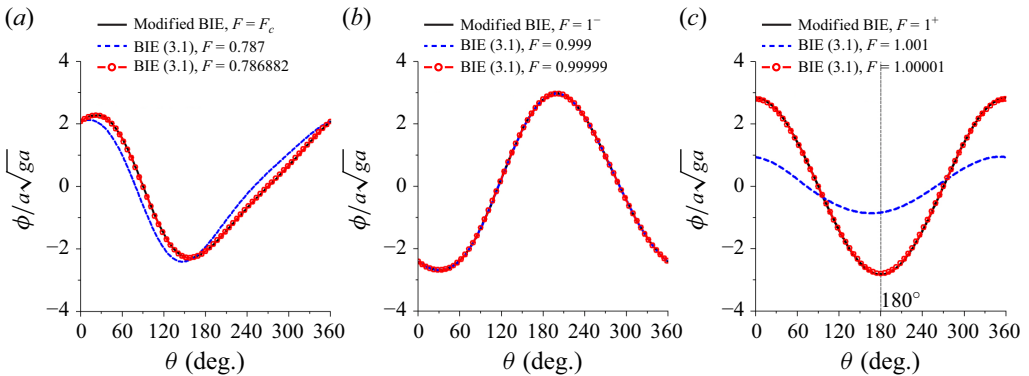 (a)
Modified BIE, F = Fc
BIE (3.1), F = 0.787
BIE (3.1), F = 0.786882
4
2
0
−2
−4
ϕ/a√ga
0 60 120 180 240 300 360
θ (deg.)
(b)
Modified BIE, F = 1−
BIE (3.1), F = 0.999
BIE (3.1), F = 0.99999
4
2
0
−2
−4
ϕ/a√ga
0 60 120 180 240 300 360
θ (deg.)
(c)
Modified BIE, F = 1+
BIE (3.1), F = 1.001
BIE (3.1), F = 1.00001
4
2
0
−2
−4
ϕ/a√ga
180°
0 60 120 180 240 300 360
θ (deg.)